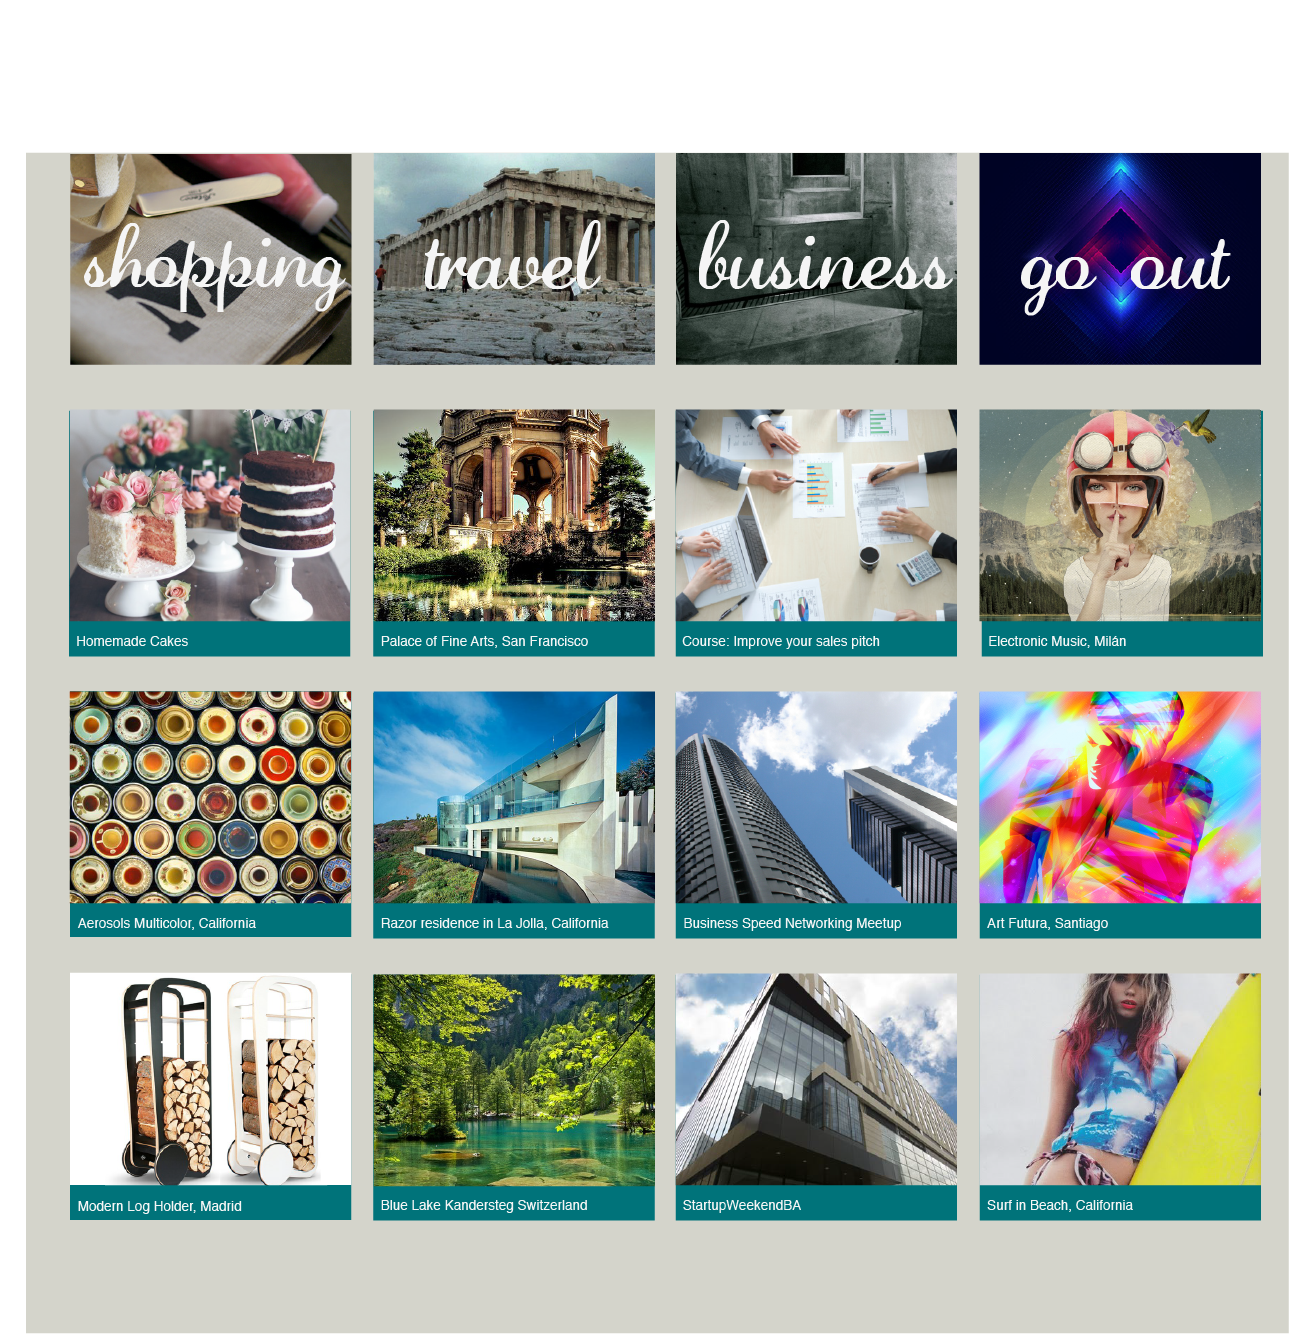 shopping
travel
business
go out
Homemade Cakes
Palace of Fine Arts, San Francisco
Course: Improve your sales pitch
Electronic Music, Milán
Aerosols Multicolor, California
Razor residence in La Jolla, California
Business Speed Networking Meetup
Art Futura, Santiago
Modern Log Holder, Madrid
Blue Lake Kandersteg Switzerland
StartupWeekendBA
Surf in Beach, California